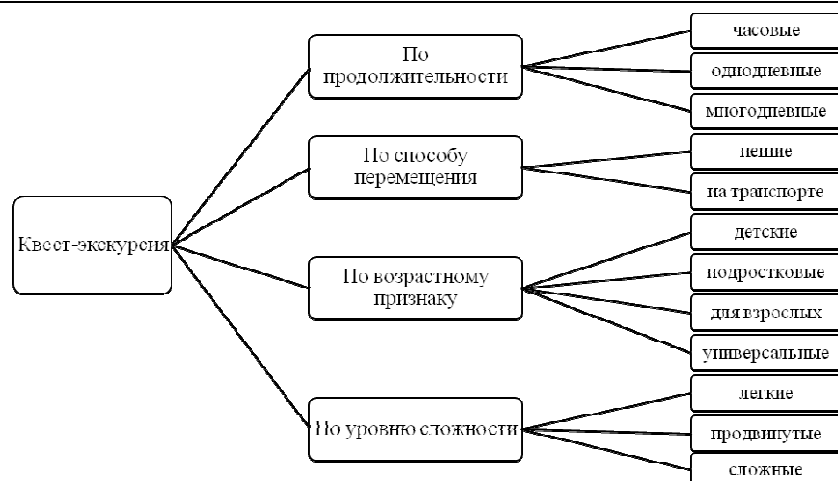 Квест-экскурсия
По
продолжительности
часовые
однодневные
многодневные
По способу
перемещения
пешие
на транспорте
По возрастному
признаку
детские
подростковые
для взрослых
универсальные
По уровню сложности
легкие
продвинутые
сложные